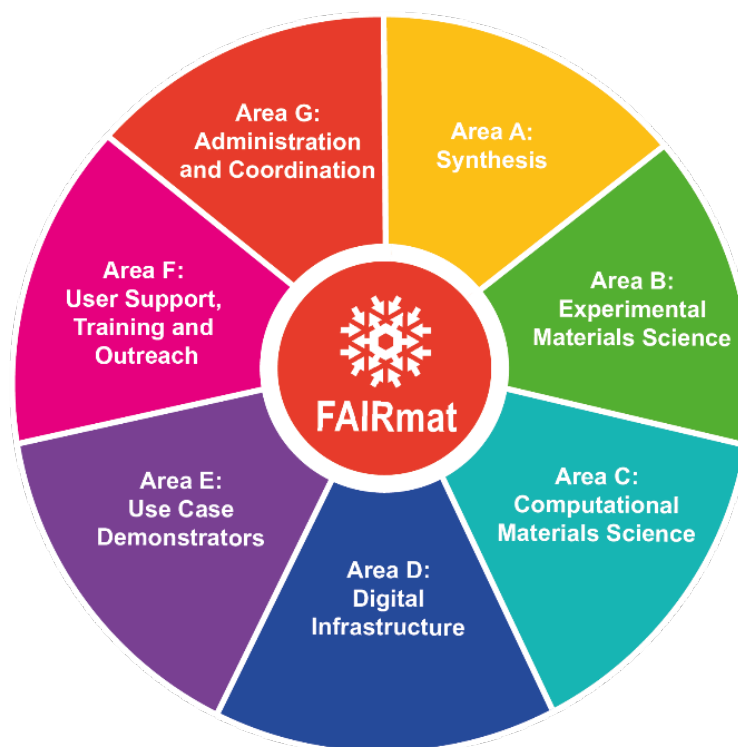 Area A:
Synthesis
Area B:
Experimental
Materials Science
Area C:
Computational
Materials Science
Area D:
Digital
Infrastructure
Area E:
Use Case
Demonstrators
Area F:
User Support,
Training and
Outreach
Area G:
Administration
and Coordination
FAIRmat